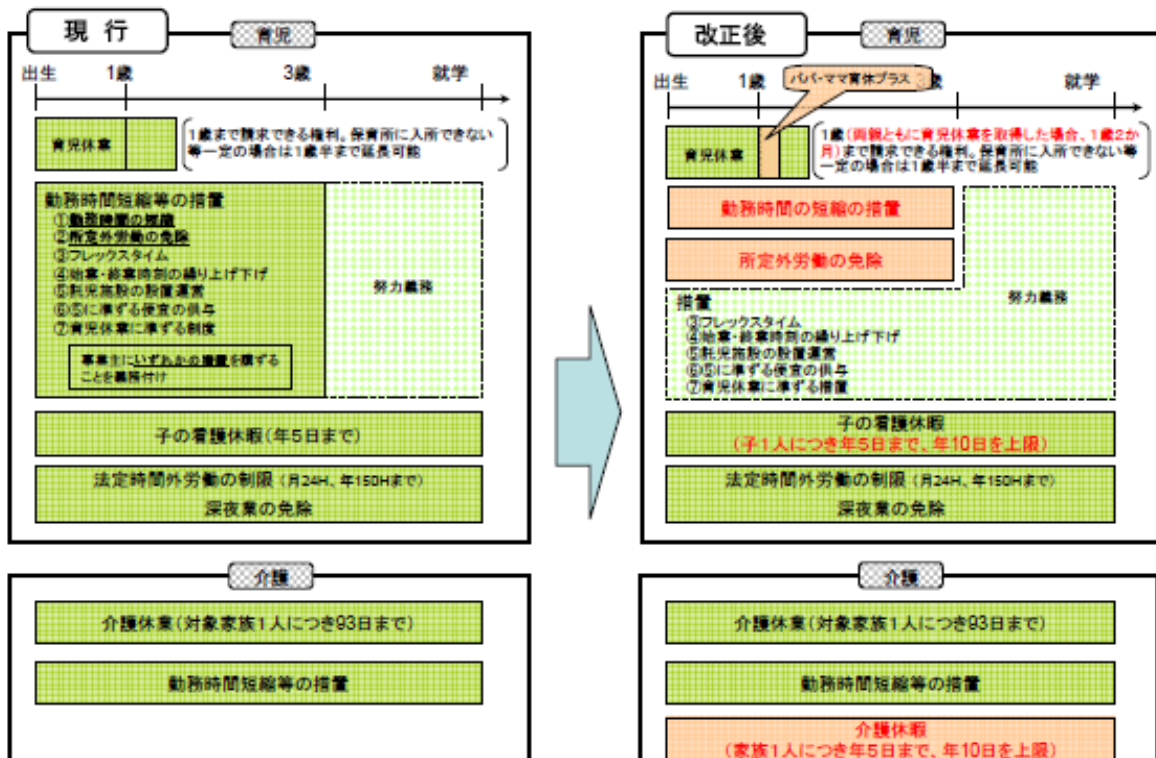 現 行
育児
出生
1歳
3歳
就学
育児休業
1歳まで請求できる権利。保育所に入所できない
等一定の場合は1歳半まで延長可能
勤務時間短縮等の措置
①勤務時間の短縮
②所定外労働の免除
③フレックスタイム
④始業・終業時刻の繰り上げ下げ
⑤託児施設の設置運営
⑥⑤に準ずる便宜の供与
⑦育児休業に準ずる制度
事業主にいずれかの措置を講ずる
ことを義務付け
努力義務
子の看護休暇(年5日まで)
法定時間外労働の制限(月24H、年150Hまで)
深夜業の免除
介護
介護休業(対象家族1人につき93日まで)
勤務時間短縮等の措置
改正後
育児
出生
1歳
パパ・ママ育休プラス
歳
就学
育児休業
1歳(両親ともに育児休業を取得した場合、1歳2か
月)まで請求できる権利。保育所に入所できない等
一定の場合は1歳半まで延長可能
勤務時間の短縮の措置
所定外労働の免除
努力義務
措置
③フレックスタイム
④始業・終業時刻の繰り上げ下げ
⑤託児施設の設置運営
⑥⑤に準ずる便宜の供与
⑦育児休業に準ずる措置
子の看護休暇
(子1人につき年5日まで、年10日を上限)
法定時間外労働の制限(月24H、年150Hまで)
深夜業の免除
介護
介護休業(対象家族1人につき93日まで)
勤務時間短縮等の措置
介護休暇
(家族1人につき年5日まで、年10日を上限)